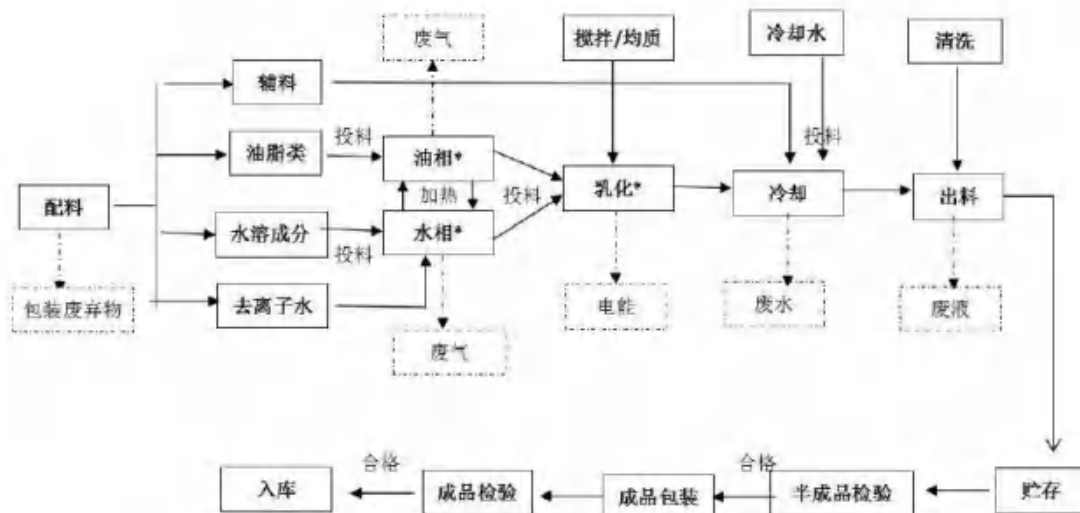 废气
搅拌/均质
冷却水
清洗
辅料
投料
油脂类
投料
油相*
配料
加热
投料
乳化*
冷却
出料
水溶成分
投料
水相*
包装废弃物
去离子水
废气
电能
废水
废液
入库
合格
成品检验
成品包装
合格
半成品检验
贮存